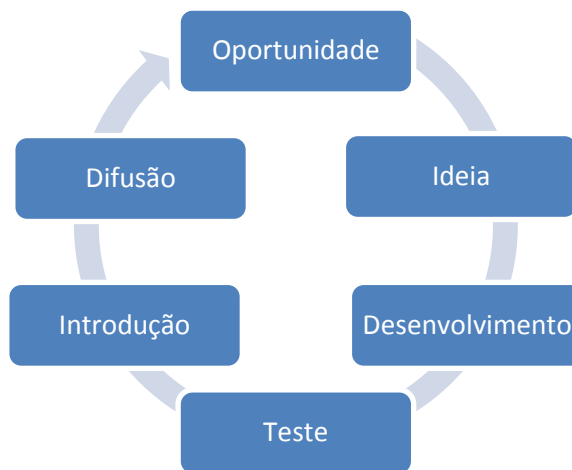 Oportunidade
Ideia
Desenvolvimento
Teste
Introdução
Difusão